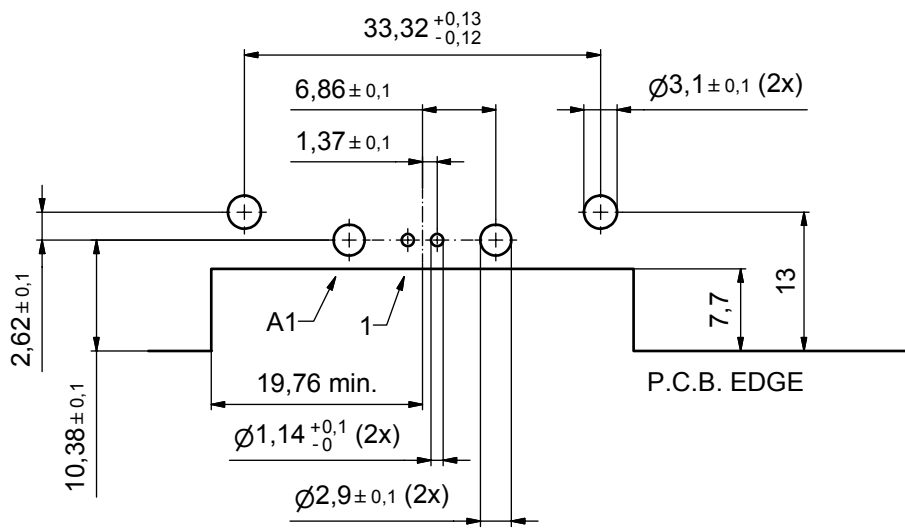 33,32 +0,13 -0,12
6,86 ± 0,1
Ø3,1 ± 0,1 (2x)
1,37 ± 0,1
2,62 ± 0,1
10,38 ± 0,1
A1
1
7,7
13
19,76 min.
P.C.B. EDGE
Ø1,14 +0,1 -0 (2x)
Ø2,9 ± 0,1 (2x)